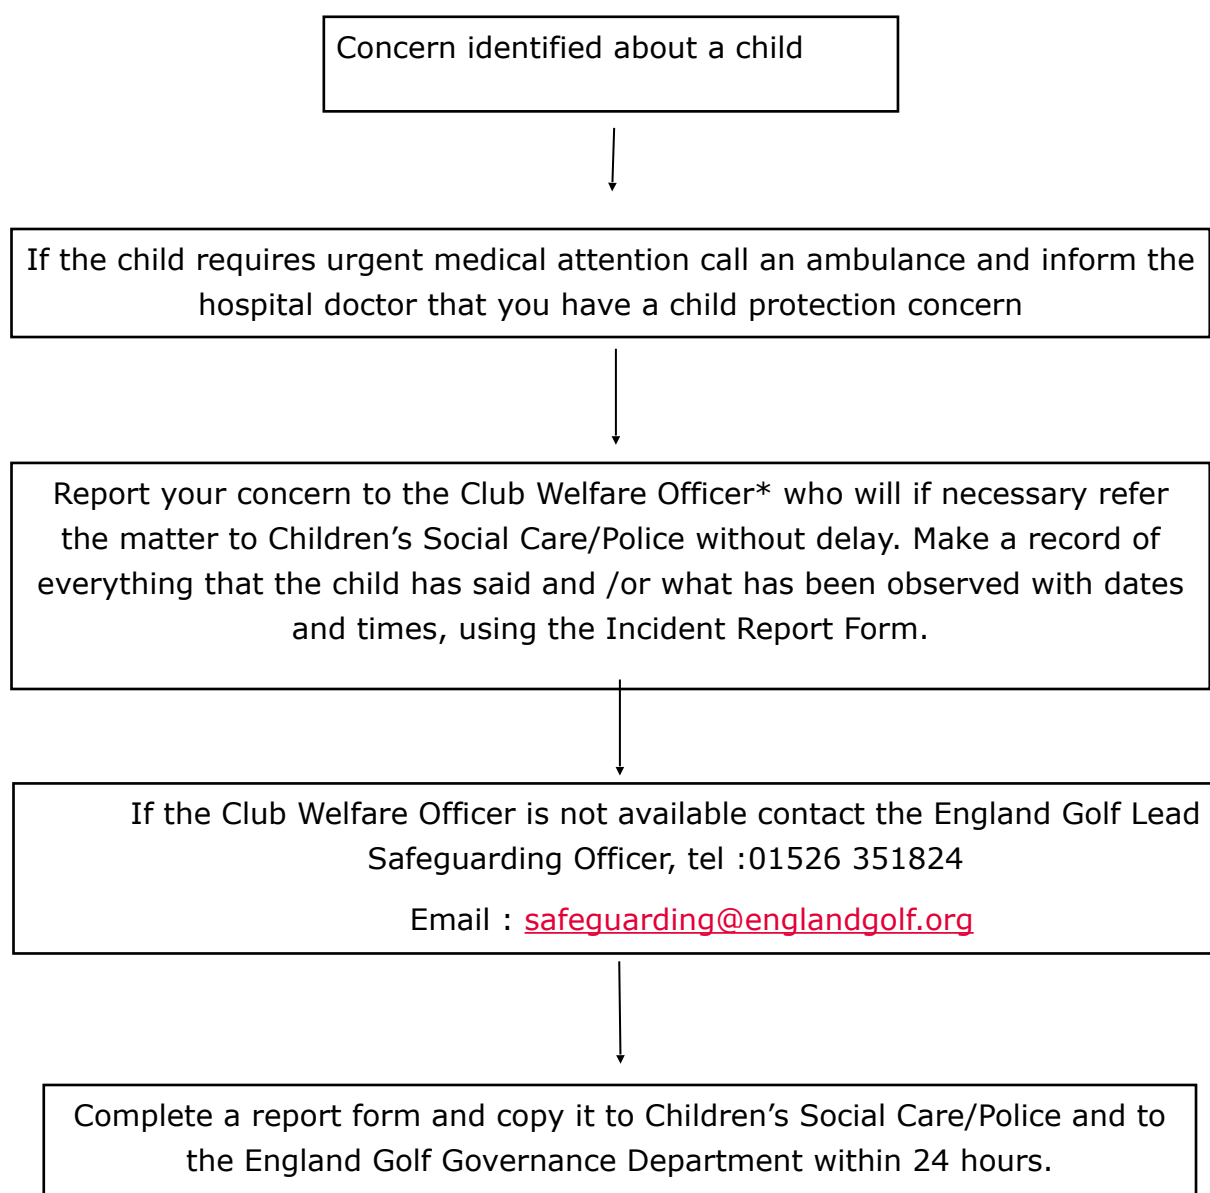 Concern identified about a child
If the child requires urgent medical attention call an ambulance and inform the
hospital doctor that you have a child protection concern
Report your concern to the Club Welfare Officer* who will if necessary refer
the matter to Children’s Social Care/Police without delay. Make a record of
everything that the child has said and /or what has been observed with dates
and times, using the Incident Report Form.
If the Club Welfare Officer is not available contact the England Golf Lead
Safeguarding Officer, tel :01526 351824
Email : safeguarding@englandgolf.org
Complete a report form and copy it to Children’s Social Care/Police and to
the England Golf Governance Department within 24 hours.